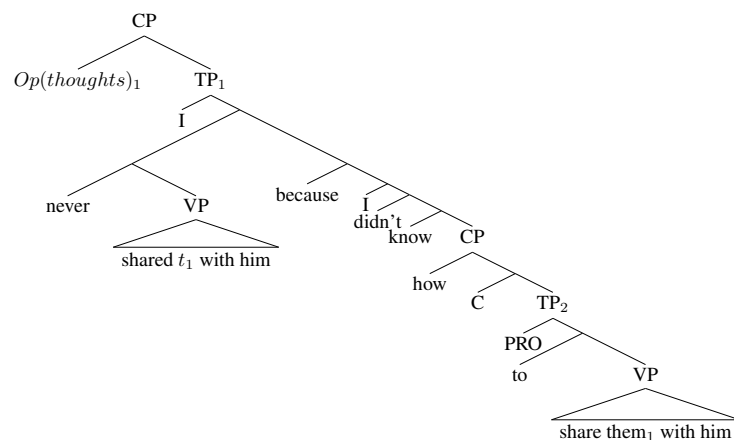 CP
Op(thoughts)₁
TP₁
I
never
VP
shared t₁ with him
because
I
didn't
know
CP
how
C
TP₂
PRO
to
VP
share them₁ with him